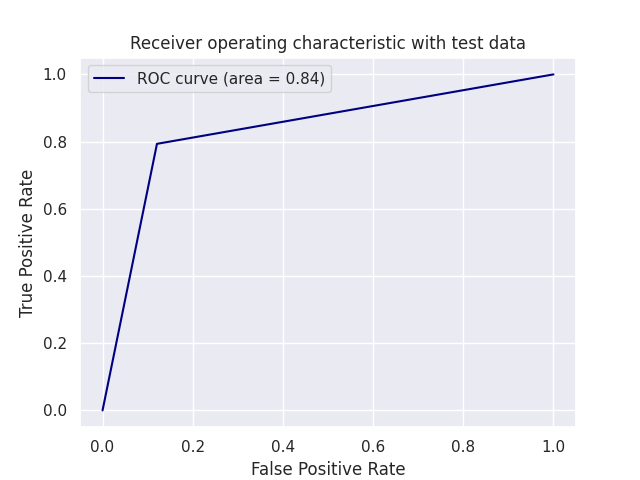 Receiver operating characteristic with test data
ROC curve (area = 0.84)
True Positive Rate
1.0
0.8
0.6
0.4
0.2
0.0
0.0 0.2 0.4 0.6 0.8 1.0
False Positive Rate